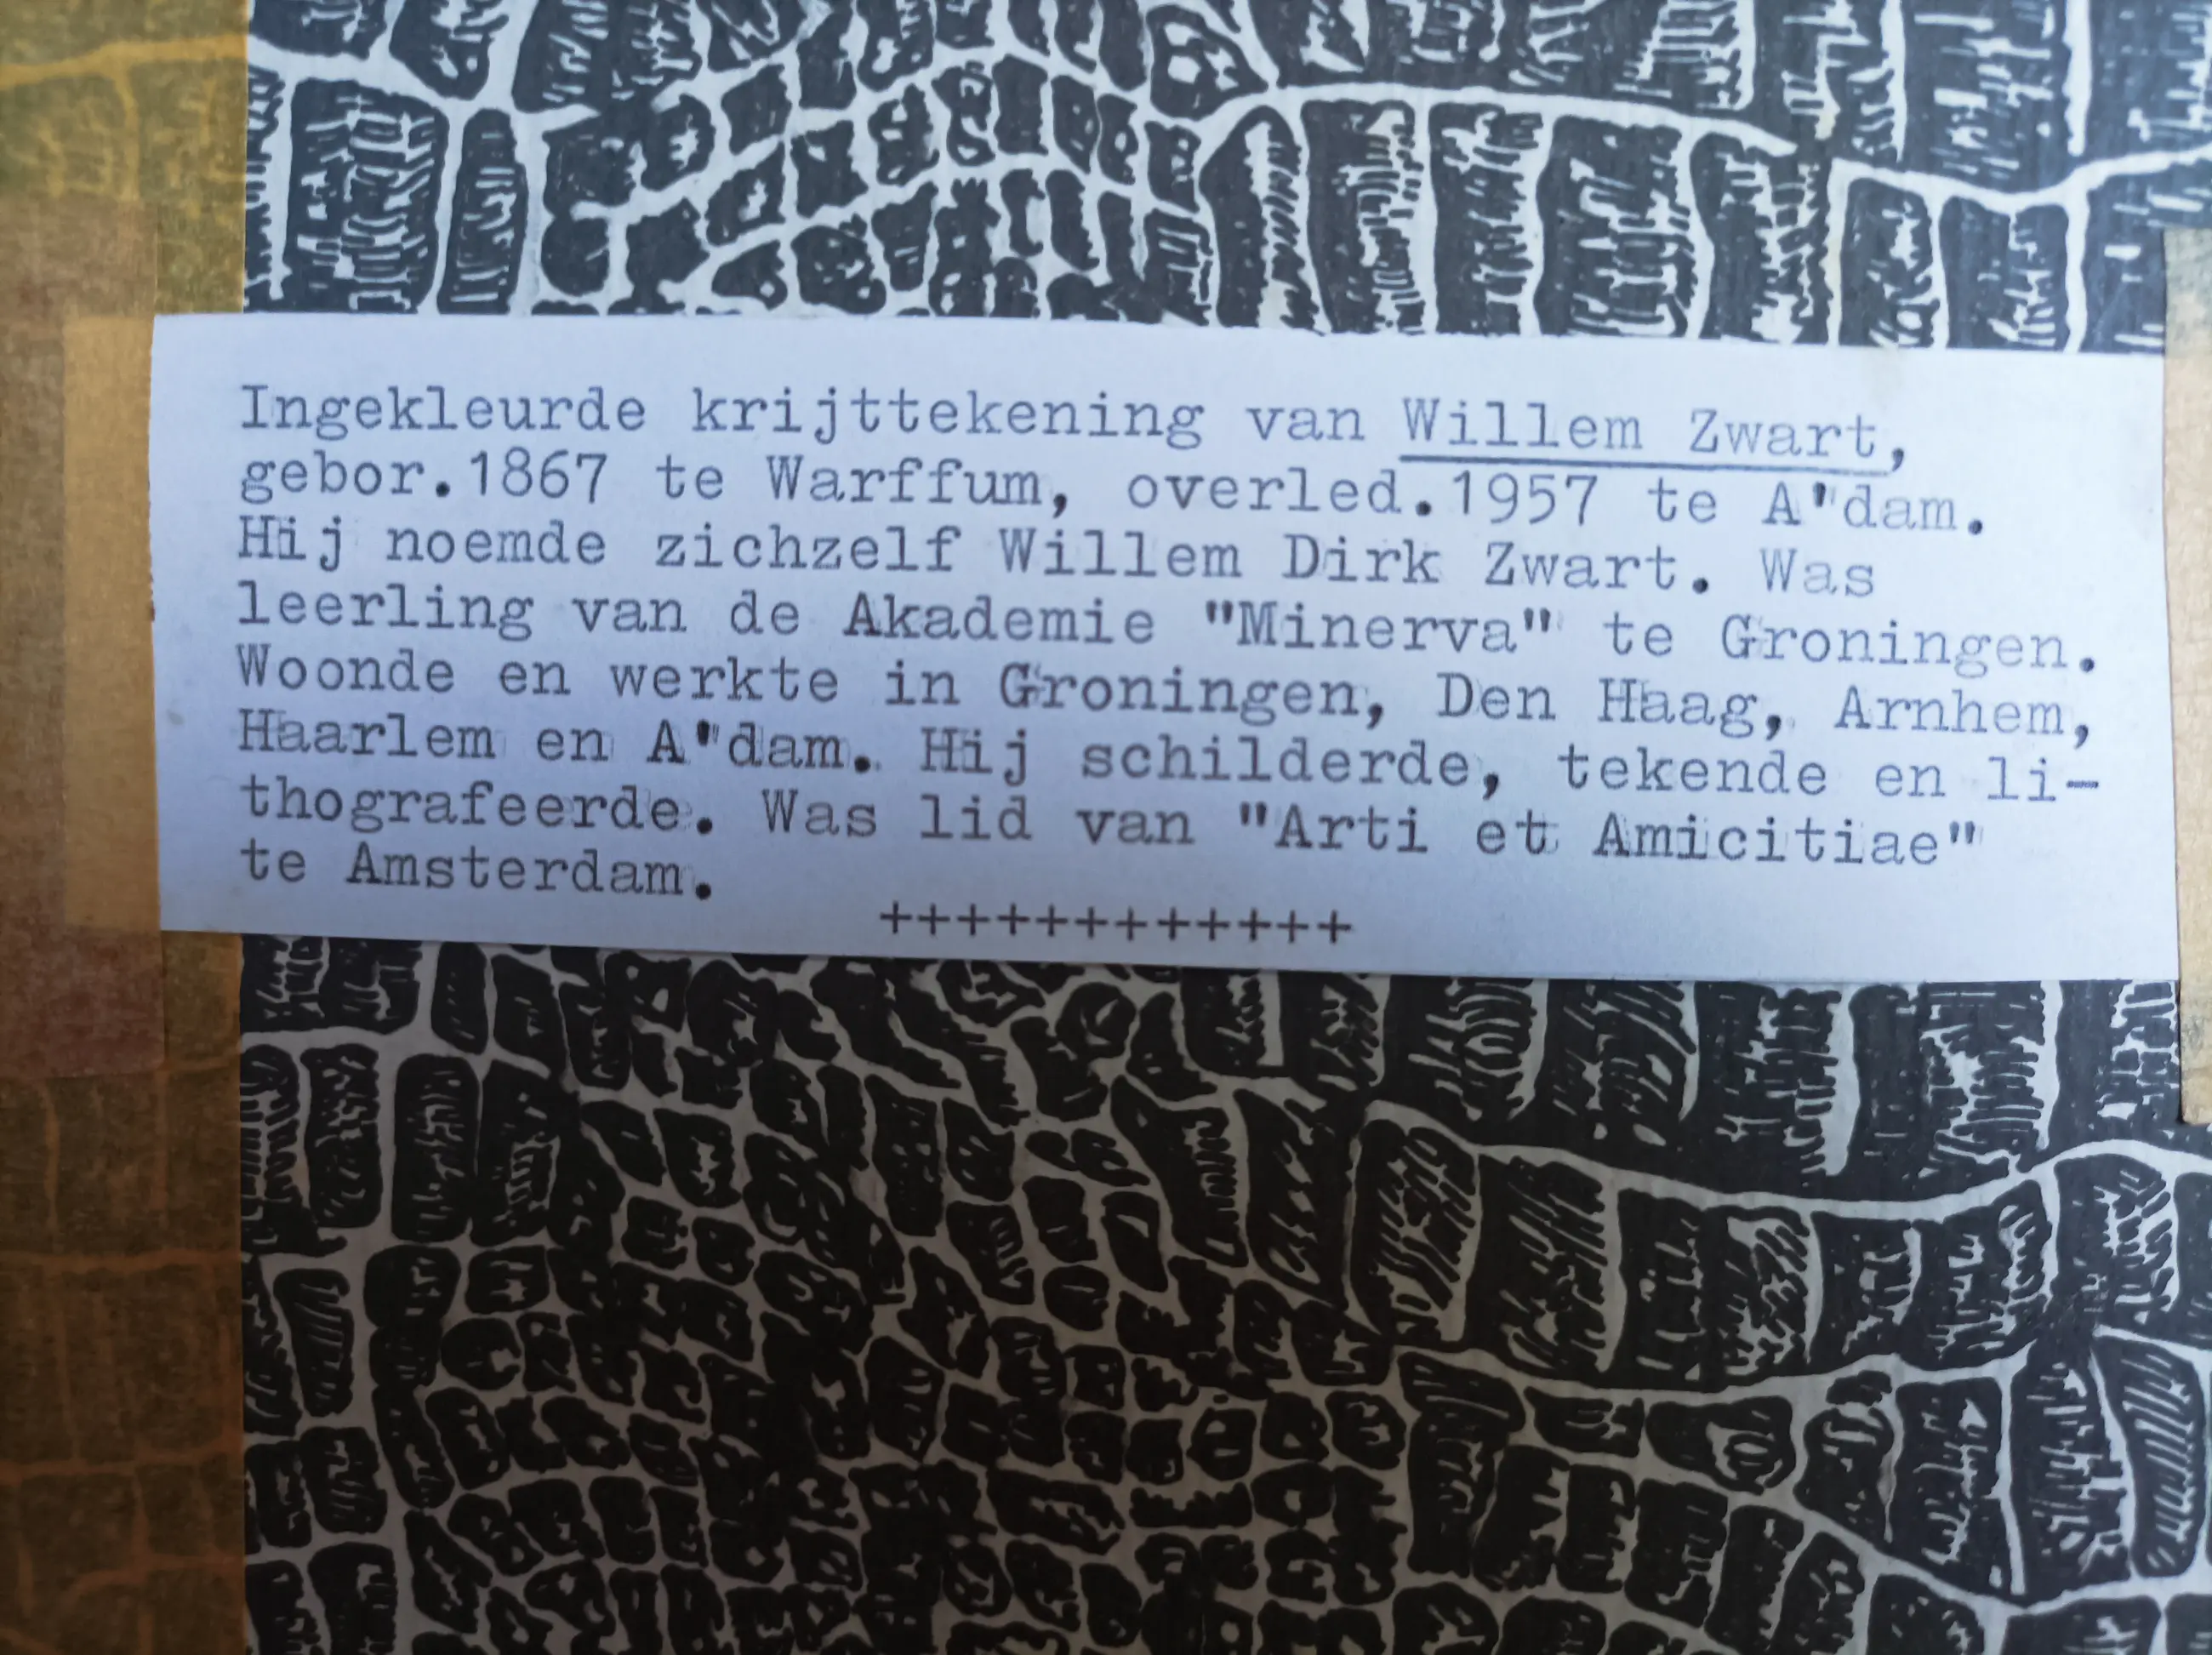 Ingekleurde krijttekening van Willem Zwart,
gebor.1867 te Warffum, overled.1957 te A'dam.
Hij noemde zichzelf Willem Dirk Zwart. Was
leerling van de Akademie "Minerva" te Groningen.
Woonde en werkte in Groningen, Den Haag, Arnhem,
Haarlem en A'dam. Hij schilderde, tekende en li-
thografeerde. Was lid van "Arti et Amicitiae"
te Amsterdam.
++++++++++++